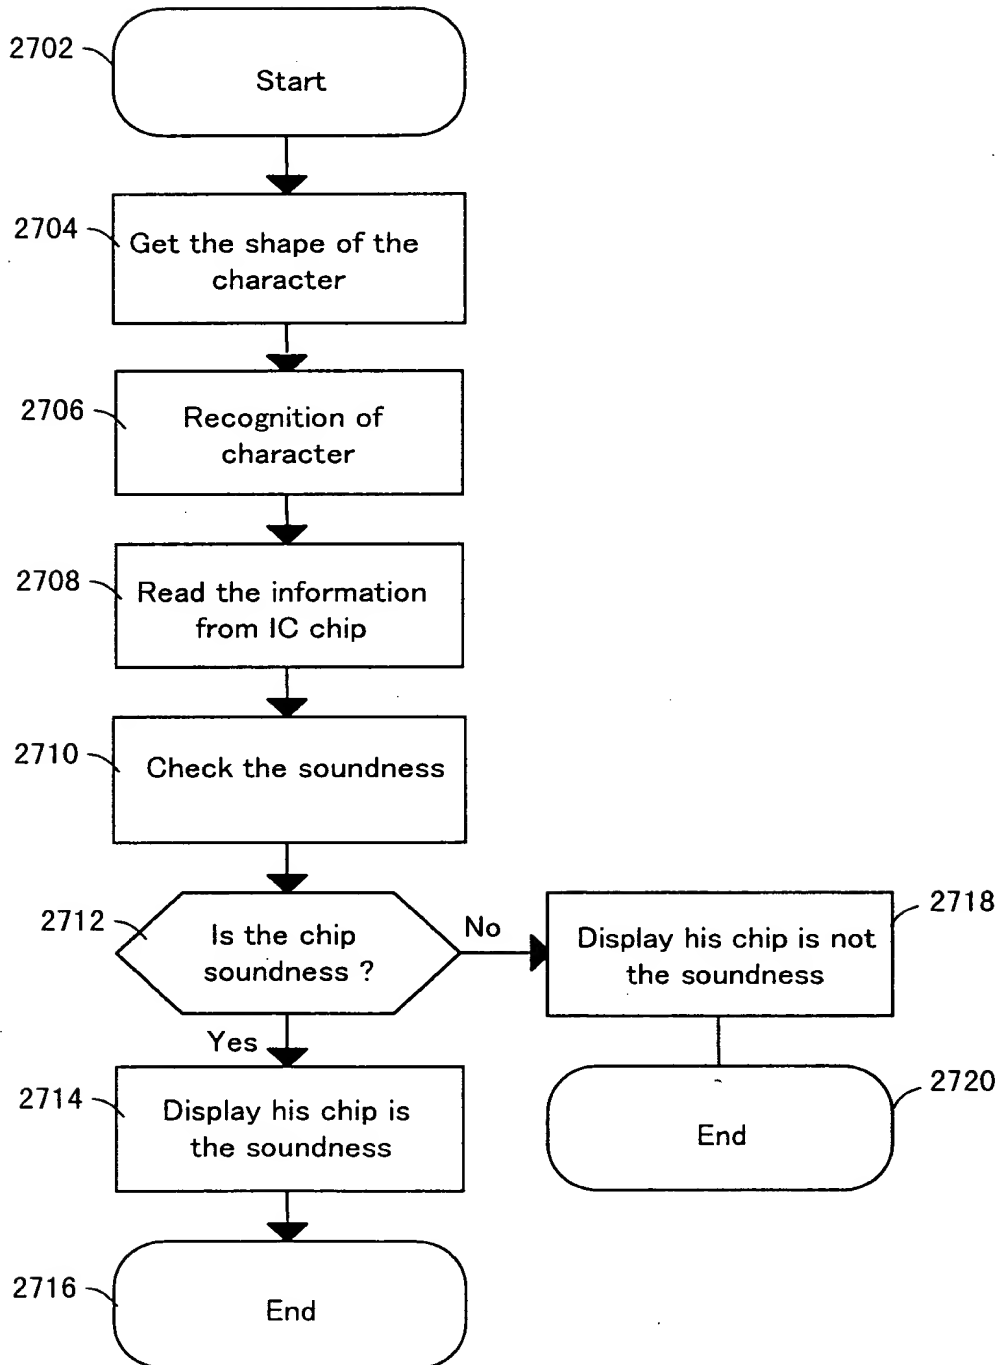 2702
Start
2704
Get the shape of the
character
2706
Recognition of
character
2708
Read the information
from IC chip
2710
Check the soundness
2712
Is the chip
soundness ?
No
2718
Display his chip is not
the soundness
Yes
2714
Display his chip is
the soundness
2720
End
2716
End